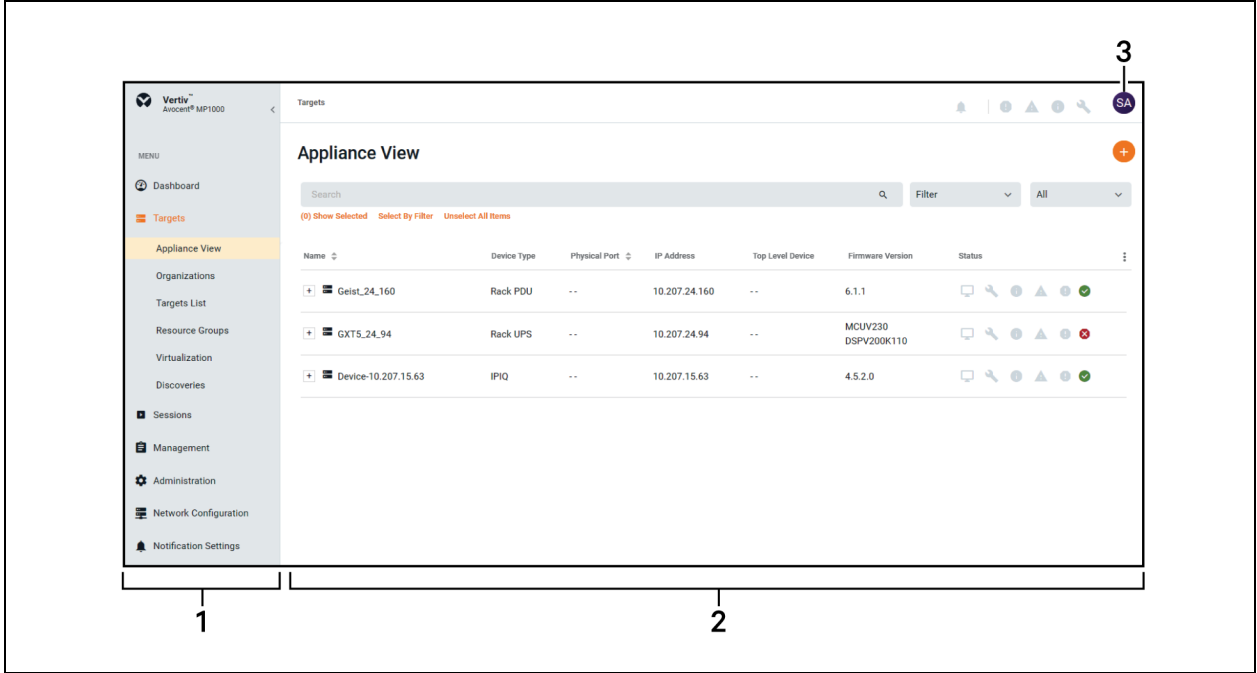 3
Vertiv™
Avocent® MP1000
Targets
SA
MENU
Appliance View
Dashboard
Search
Filter
All
Targets
(0) Show Selected Select By Filter Unselect All Items
Appliance View
Name Device Type Physical Port IP Address Top Level Device Firmware Version Status
Organizations
Geist_24_160 Rack PDU -- 10.207.24.160 -- 6.1.1
Targets List
Resource Groups
GXT5_24_94 Rack UPS -- 10.207.24.94 -- MCUV230
DSPV200K110
Virtualization
Device-10.207.15.63 IPIQ -- 10.207.15.63 -- 4.5.2.0
Discoveries
Sessions
Management
Administration
Network Configuration
Notification Settings
1
2